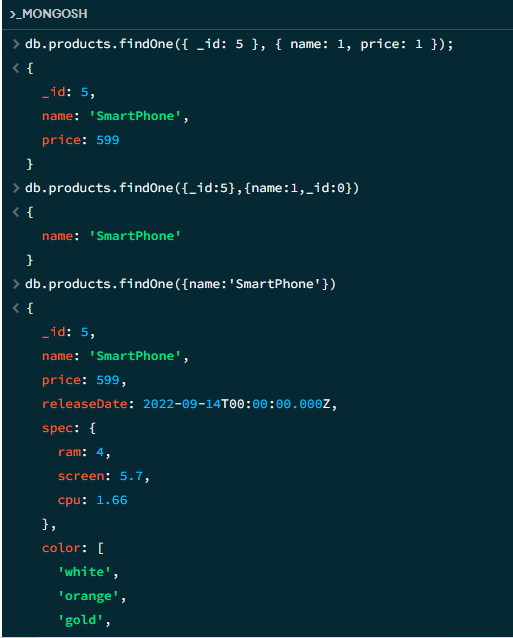 >_MONGOSH
> db.products.findOne({ _id: 5 }, { name: 1, price: 1 });
< {
_id: 5,
name: 'SmartPhone',
price: 599
}
> db.products.findOne({_id:5},{name:1,_id:0})
< {
name: 'SmartPhone'
}
> db.products.findOne({name:'SmartPhone'})
< {
_id: 5,
name: 'SmartPhone',
price: 599,
releaseDate: 2022-09-14T00:00:00.000Z,
spec: {
ram: 4,
screen: 5.7,
cpu: 1.66
},
color: [
'white',
'orange',
'gold',